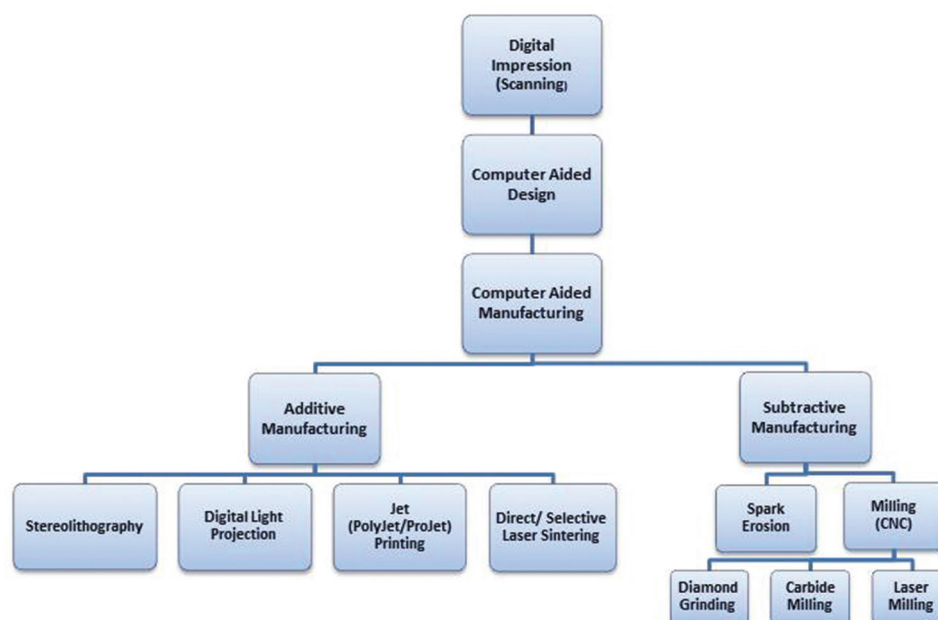 Digital
Impression
(Scanning)
Computer Aided
Design
Computer Aided
Manufacturing
Additive
Manufacturing
Subtractive
Manufacturing
Stereolithography
Digital Light
Projection
Jet
(PolyJet/ProJet)
Printing
Direct/ Selective
Laser Sintering
Spark
Erosion
Milling
(CNC)
Diamond
Grinding
Carbide
Milling
Laser
Milling